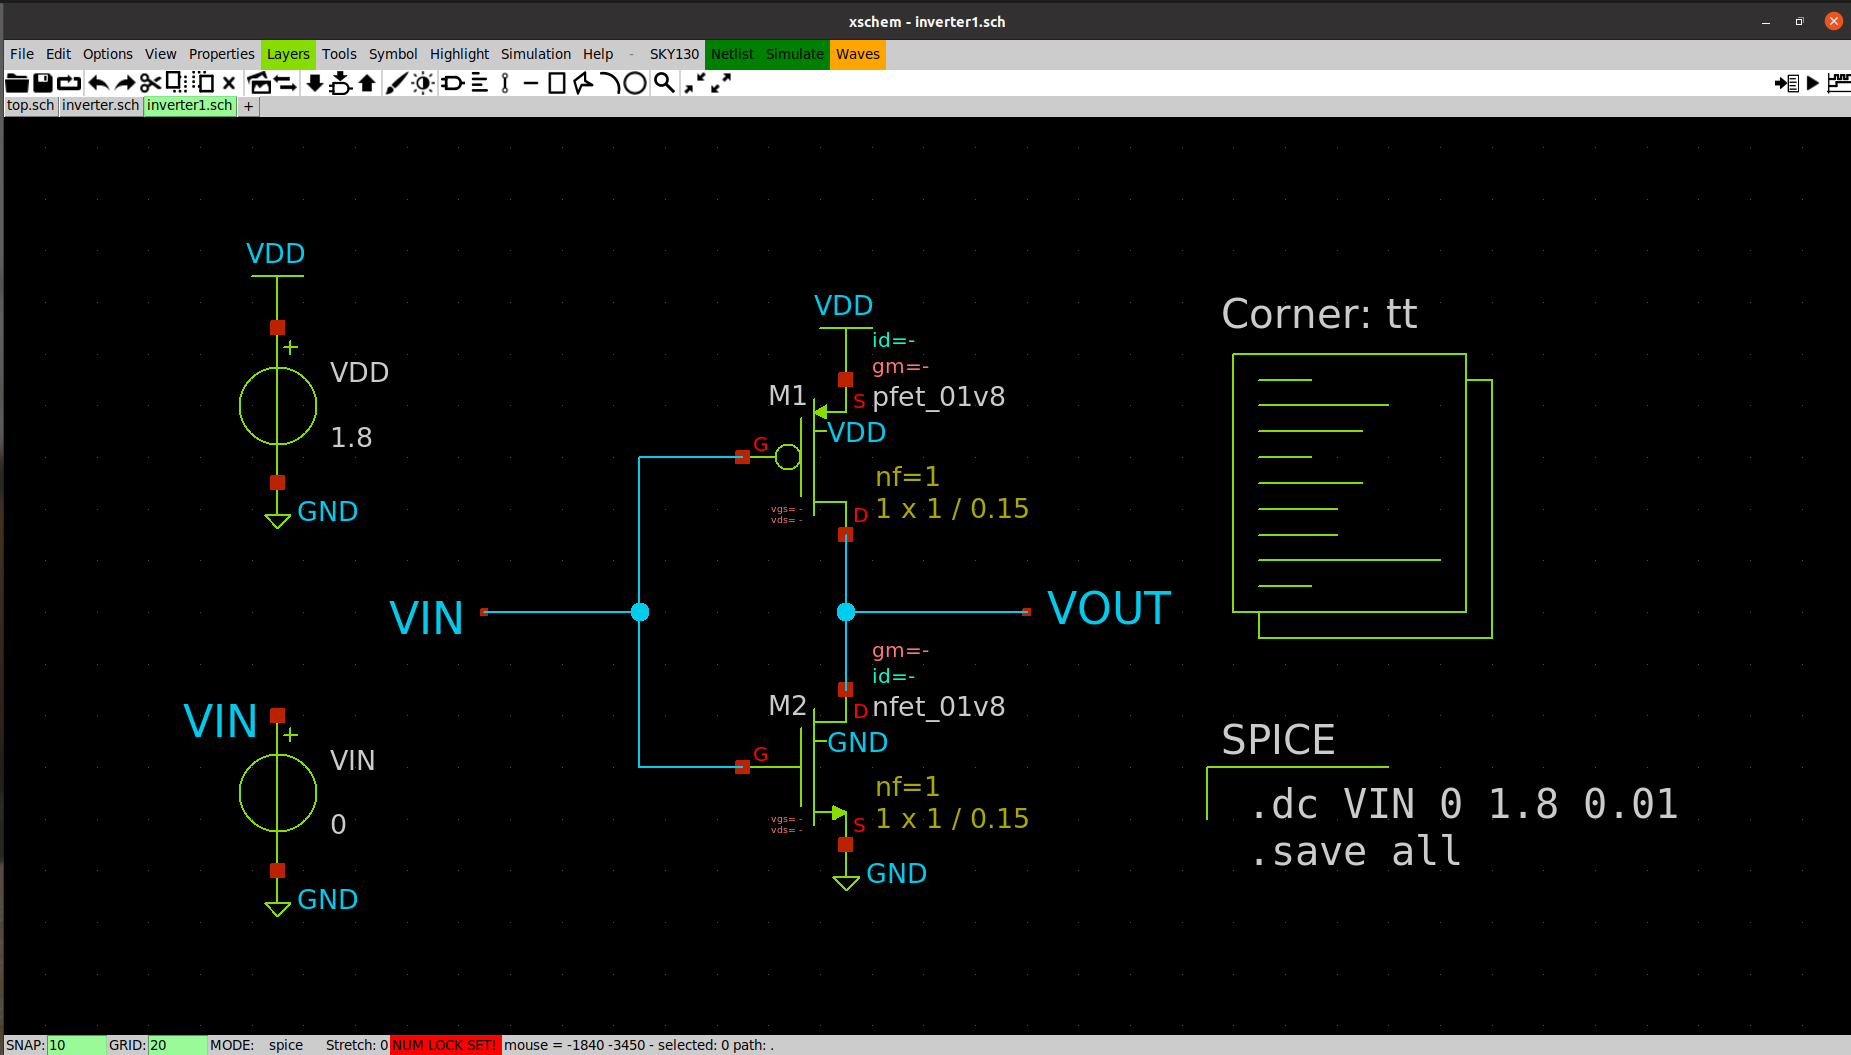 xschem - inverter1.sch
File Edit Options View Properties Layers Tools Symbol Highlight Simulation Help - SKY130 Netlist Simulate Waves
top.sch inverter.sch inverter1.sch +
VDD
+
VDD
1.8
GND
VIN
VIN
+
VIN
0
GND
VDD
id=-
gm=-
M1
S pfet_01v8
VDD
G
nf=1
1 x 1 / 0.15
vgs= -
vds= -
D
VOUT
gm=-
id=-
M2
D nfet_01v8
GND
G
nf=1
1 x 1 / 0.15
vgs= -
vds= -
S
GND
Corner: tt
SPICE
.dc VIN 0 1.8 0.01
.save all
SNAP: 10 GRID: 20 MODE: spice Stretch: 0 NUM LOCK SET! mouse = -1840 -3450 - selected: 0 path: .